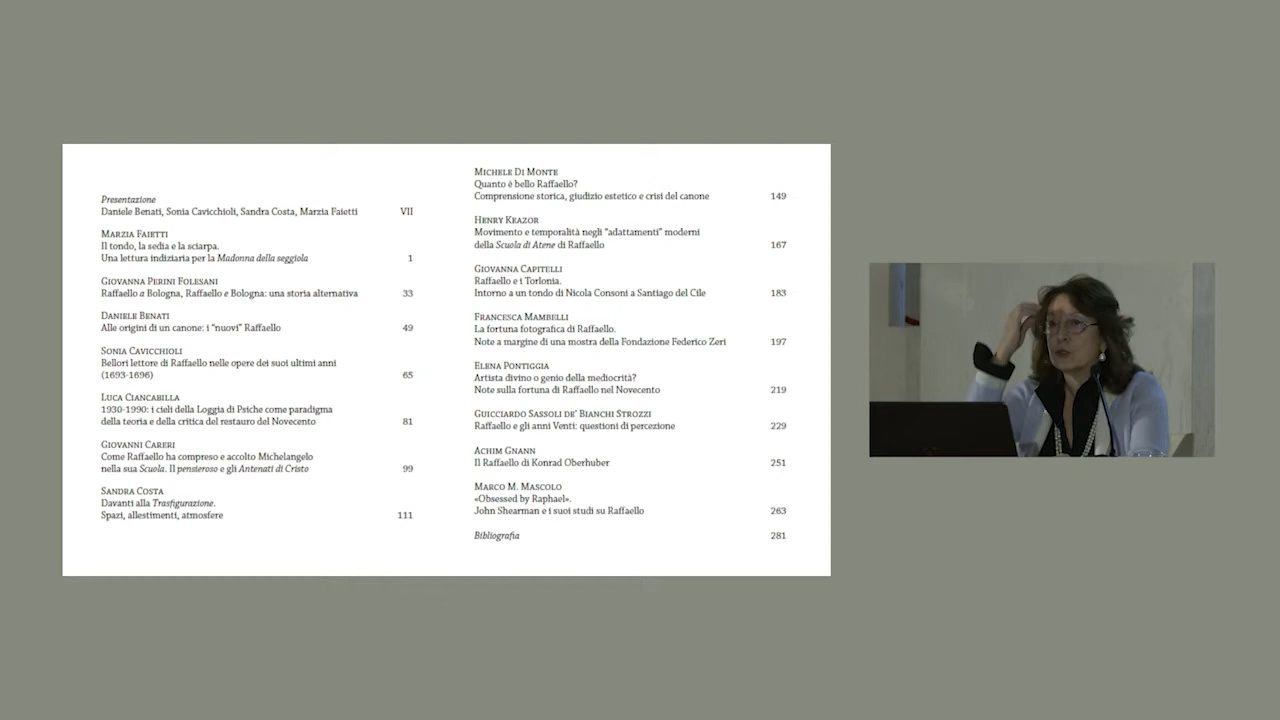 Presentazione
Daniele Benati, Sonia Cavicchioli, Sandra Costa, Marzia Faietti VII
Marzia Faietti
Il tondo, la sedia e la sciarpa.
Una lettura indiziaria per la Madonna della seggiola 1
Giovanna Perini Folesani
Raffaello a Bologna, Raffaello e Bologna: una storia alternativa 33
Daniele Benati
Alle origini di un canone: i “nuovi” Raffaello 49
Sonia Cavicchioli
Bellori lettore di Raffaello nelle opere dei suoi ultimi anni
(1693-1696) 65
Luca Ciancabilla
1930-1990: i cieli della Loggia di Psiche come paradigma
della teoria e della critica del restauro del Novecento 81
Giovanni Careri
Come Raffaello ha compreso e accolto Michelangelo
nella sua Scuola. Il pensieroso e gli Antenati di Cristo 99
Sandra Costa
Davanti alla Trasfigurazione.
Spazi, allestimenti, atmosfere 111
Michele Di Monte
Quanto è bello Raffaello?
Comprensione storica, giudizio estetico e crisi del canone 149
Henry Keazor
Movimento e temporalità negli “adattamenti” moderni
della Scuola di Atene di Raffaello 167
Giovanna Capitelli
Raffaello e i Torlonia.
Intorno a un tondo di Nicola Consoni a Santiago del Cile 183
Francesca Mambelli
La fortuna fotografica di Raffaello.
Note a margine di una mostra della Fondazione Federico Zeri 197
Elena Pontiggia
Artista divino o genio della mediocrità?
Note sulla fortuna di Raffaello nel Novecento 219
Guicciardo Sassoli de’ Bianchi Strozzi
Raffaello e gli anni Venti: questioni di percezione 229
Achim Gnann
Il Raffaello di Konrad Oberhuber 251
Marco M. Mascolo
«Obsessed by Raphael».
John Shearman e i suoi studi su Raffaello 263
Bibliografia 281